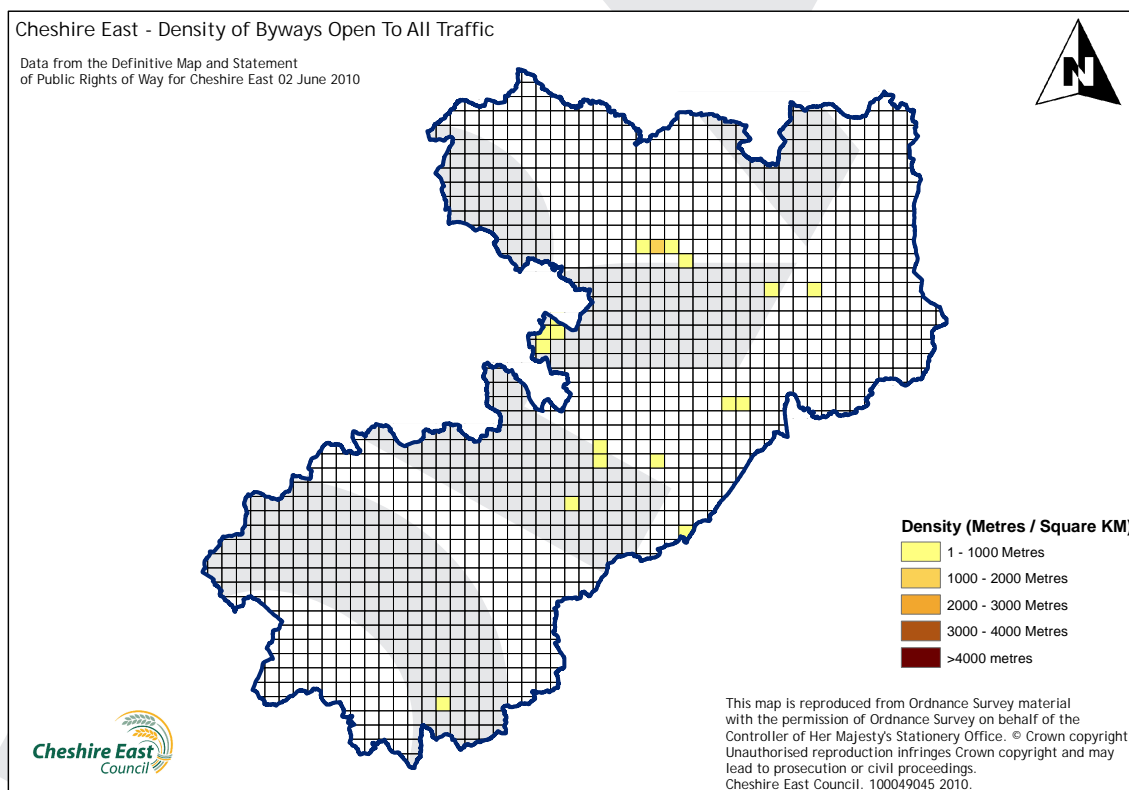 Cheshire East - Density of Byways Open To All Traffic
Data from the Definitive Map and Statement
of Public Rights of Way for Cheshire East 02 June 2010
N
Density (Metres / Square KM)
1 - 1000 Metres
1000 - 2000 Metres
2000 - 3000 Metres
3000 - 4000 Metres
>4000 metres
This map is reproduced from Ordnance Survey material
with the permission of Ordnance Survey on behalf of the
Controller of Her Majesty's Stationery Office. © Crown copyright
Unauthorised reproduction infringes Crown copyright and may
lead to prosecution or civil proceedings.
Cheshire East Council. 100049045 2010.
Cheshire East
Council